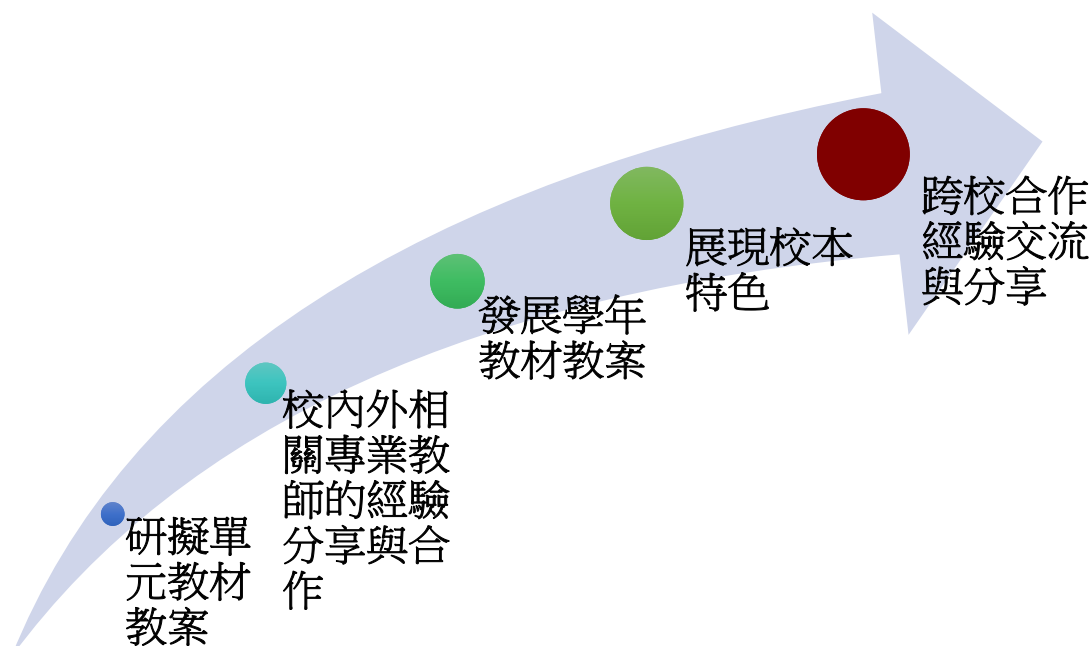 研擬單
元教材
教案
校內外相
關專業教
師的經驗
分享與合
作
發展學年
教材教案
展現校本
特色
跨校合作
經驗交流
與分享